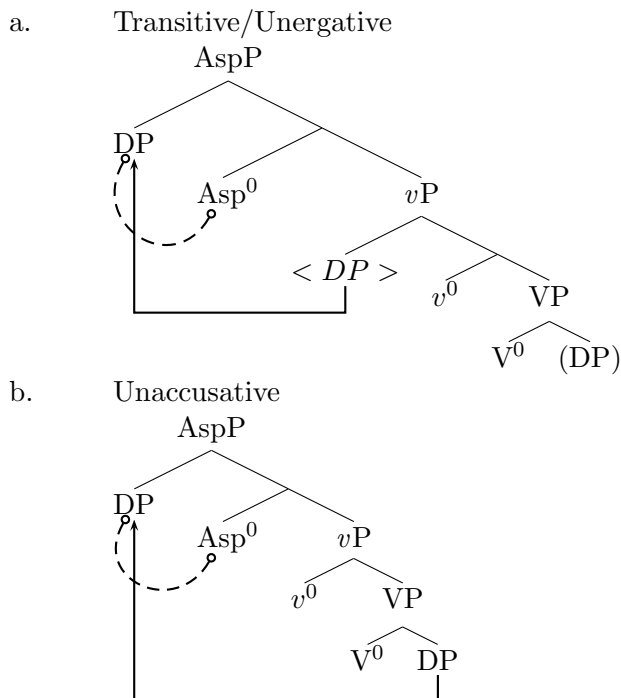 a. Transitive/Unergative
AspP
DP
Asp⁰ vP
< DP >
v⁰ VP
V⁰ (DP)
b. Unaccusative
AspP
DP
Asp⁰ vP
v⁰ VP
V⁰ DP